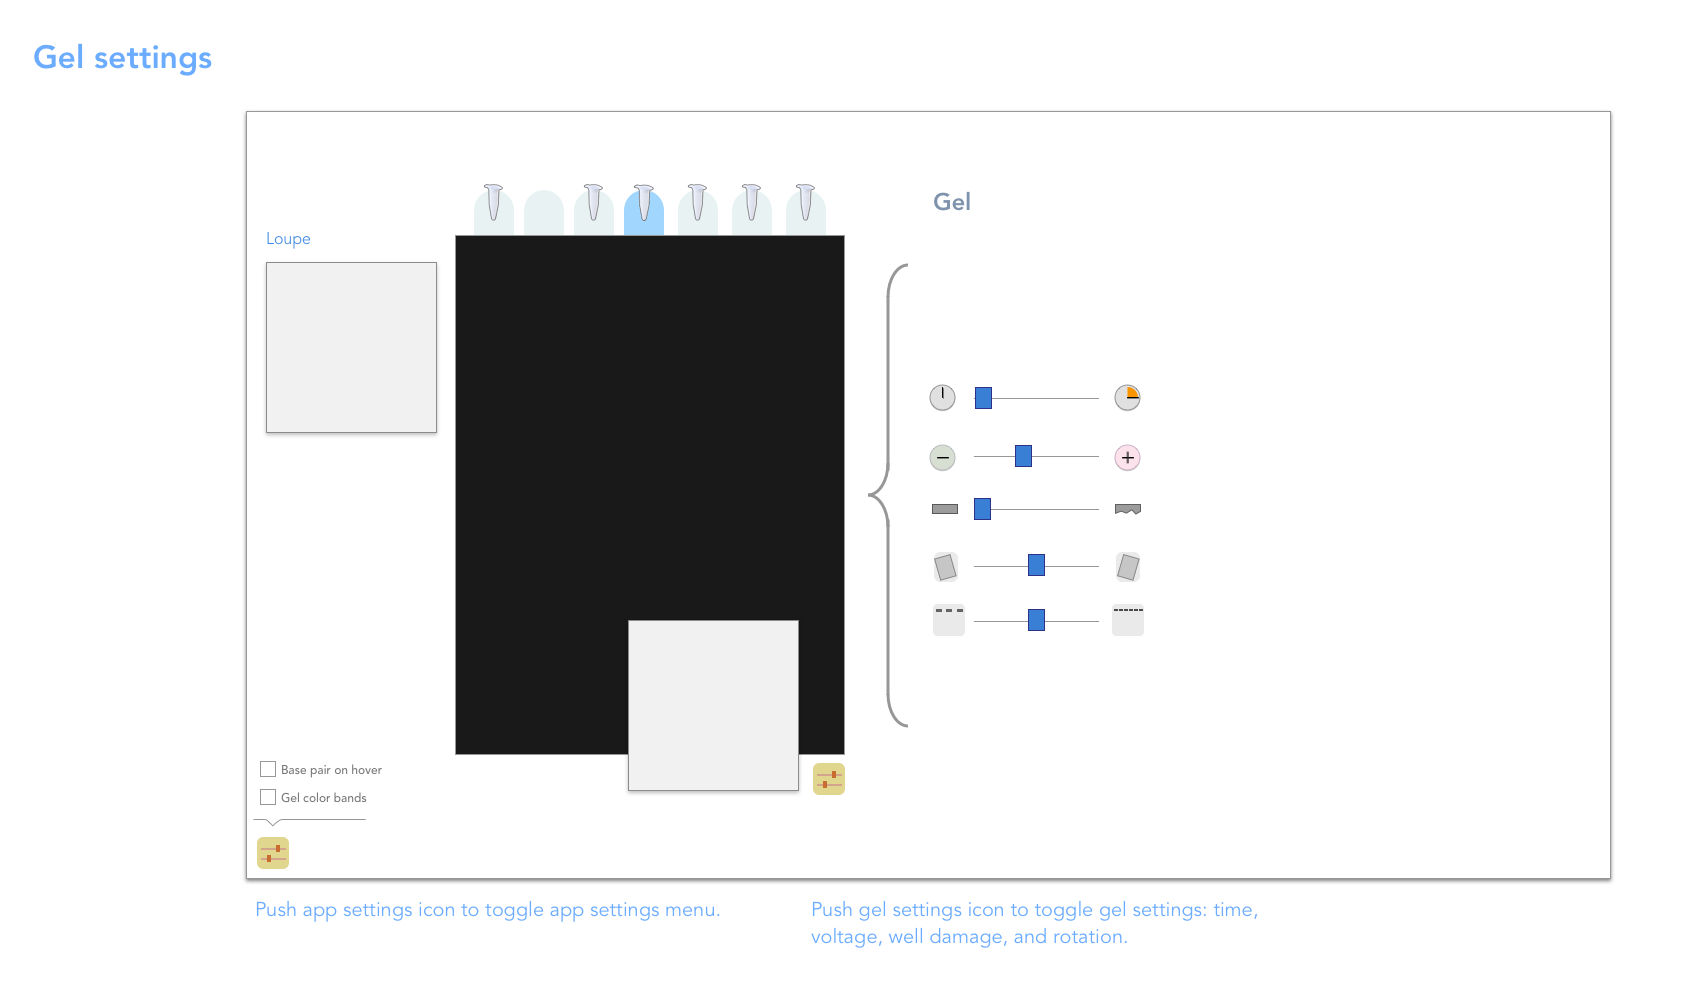 Gel settings
Gel
Loupe
Base pair on hover
Gel color bands
Push app settings icon to toggle app settings menu.
Push gel settings icon to toggle gel settings: time,
voltage, well damage, and rotation.